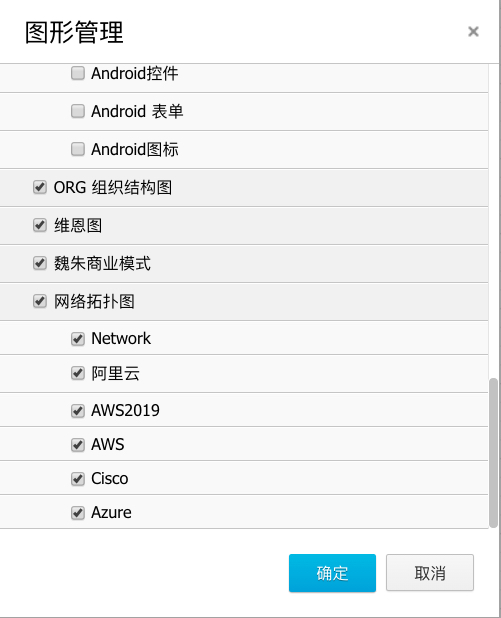 图形管理
×
Android控件
Android 表单
Android图标
ORG 组织结构图
维恩图
魏朱商业模式
网络拓扑图
Network
阿里云
AWS2019
AWS
Cisco
Azure
确定 取消